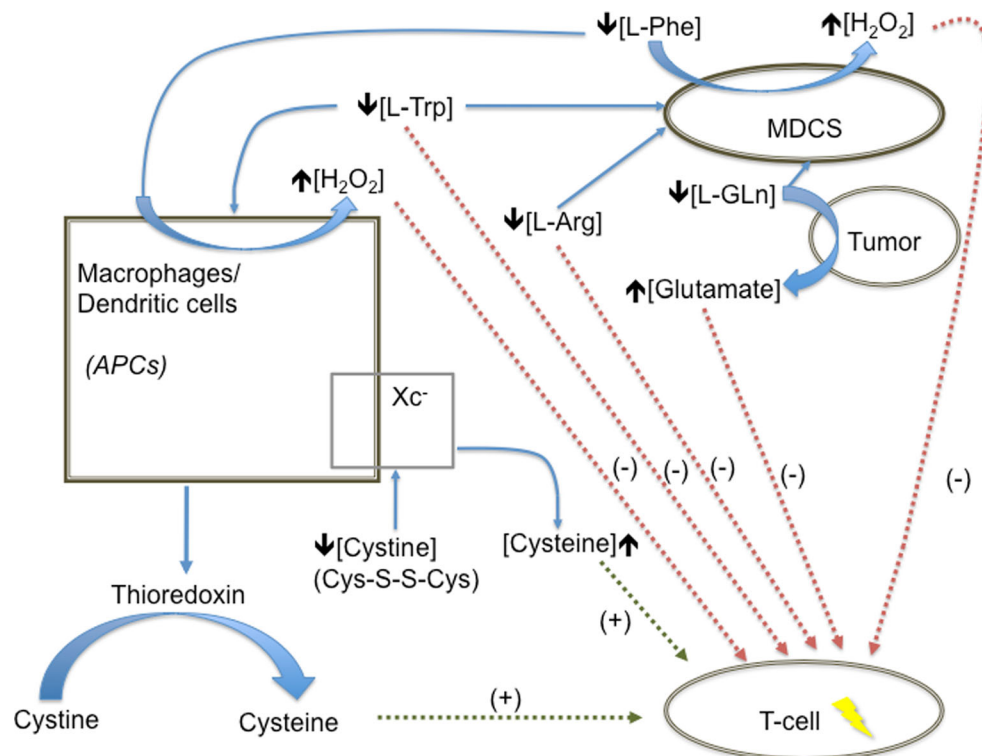 🡻[L-Phe]
🡹[H₂O₂]
🡻[L-Trp]
MDCS
🡹[H₂O₂]
🡻[L-GLn]
🡻[L-Arg]
Tumor
Macrophages/
Dendritic cells
🡹[Glutamate]
(APCs)
Xc⁻
(-)
(-)
(-)
(-)
(-)
🡻[Cystine]
(Cys-S-S-Cys)
[Cysteine]🡹
Thioredoxin
(+)
(+)
Cystine
Cysteine
T-cell